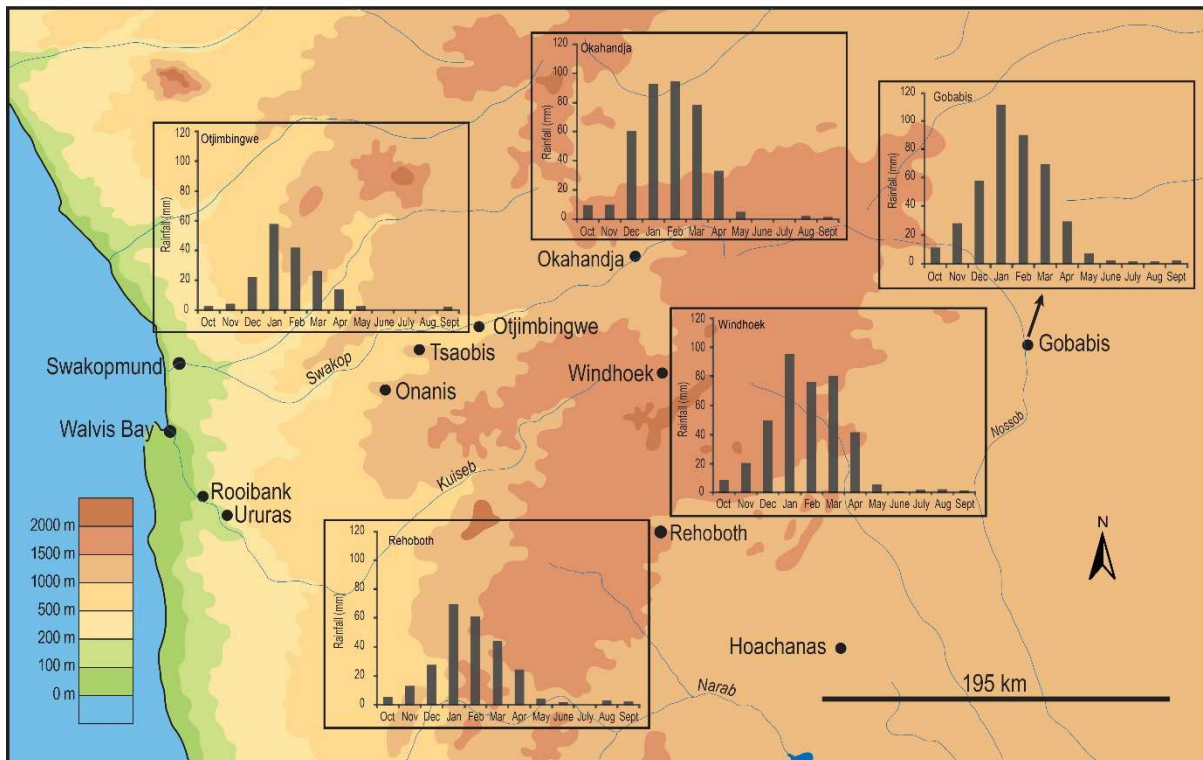 Okahandja
120
100
80
60
40
20
0
Rainfall (mm)
Oct Nov Dec Jan Feb Mar Apr May June July Aug Sept
Gobabis
120
100
80
60
40
20
0
Rainfall (mm)
Oct Nov Dec Jan Feb Mar Apr May June July Aug Sept
Otjimbingwe
120
100
80
60
40
20
0
Rainfall (mm)
Oct Nov Dec Jan Feb Mar Apr May June July Aug Sept
Okahandja
Otjimbingwe
Tsaobis
Swakopmund
Swakop
Onanis
Windhoek
Gobabis
Windhoek
120
100
80
60
40
20
0
Rainfall (mm)
Oct Nov Dec Jan Feb Mar Apr May June July Aug Sept
Walvis Bay
Kuiseb
Nossob
Rooibank
Ururas
2000 m
1500 m
1000 m
500 m
200 m
100 m
0 m
Rehoboth
120
100
80
60
40
20
0
Rainfall (mm)
Oct Nov Dec Jan Feb Mar Apr May June July Aug Sept
Rehoboth
N
Hoachanas
Narab
195 km